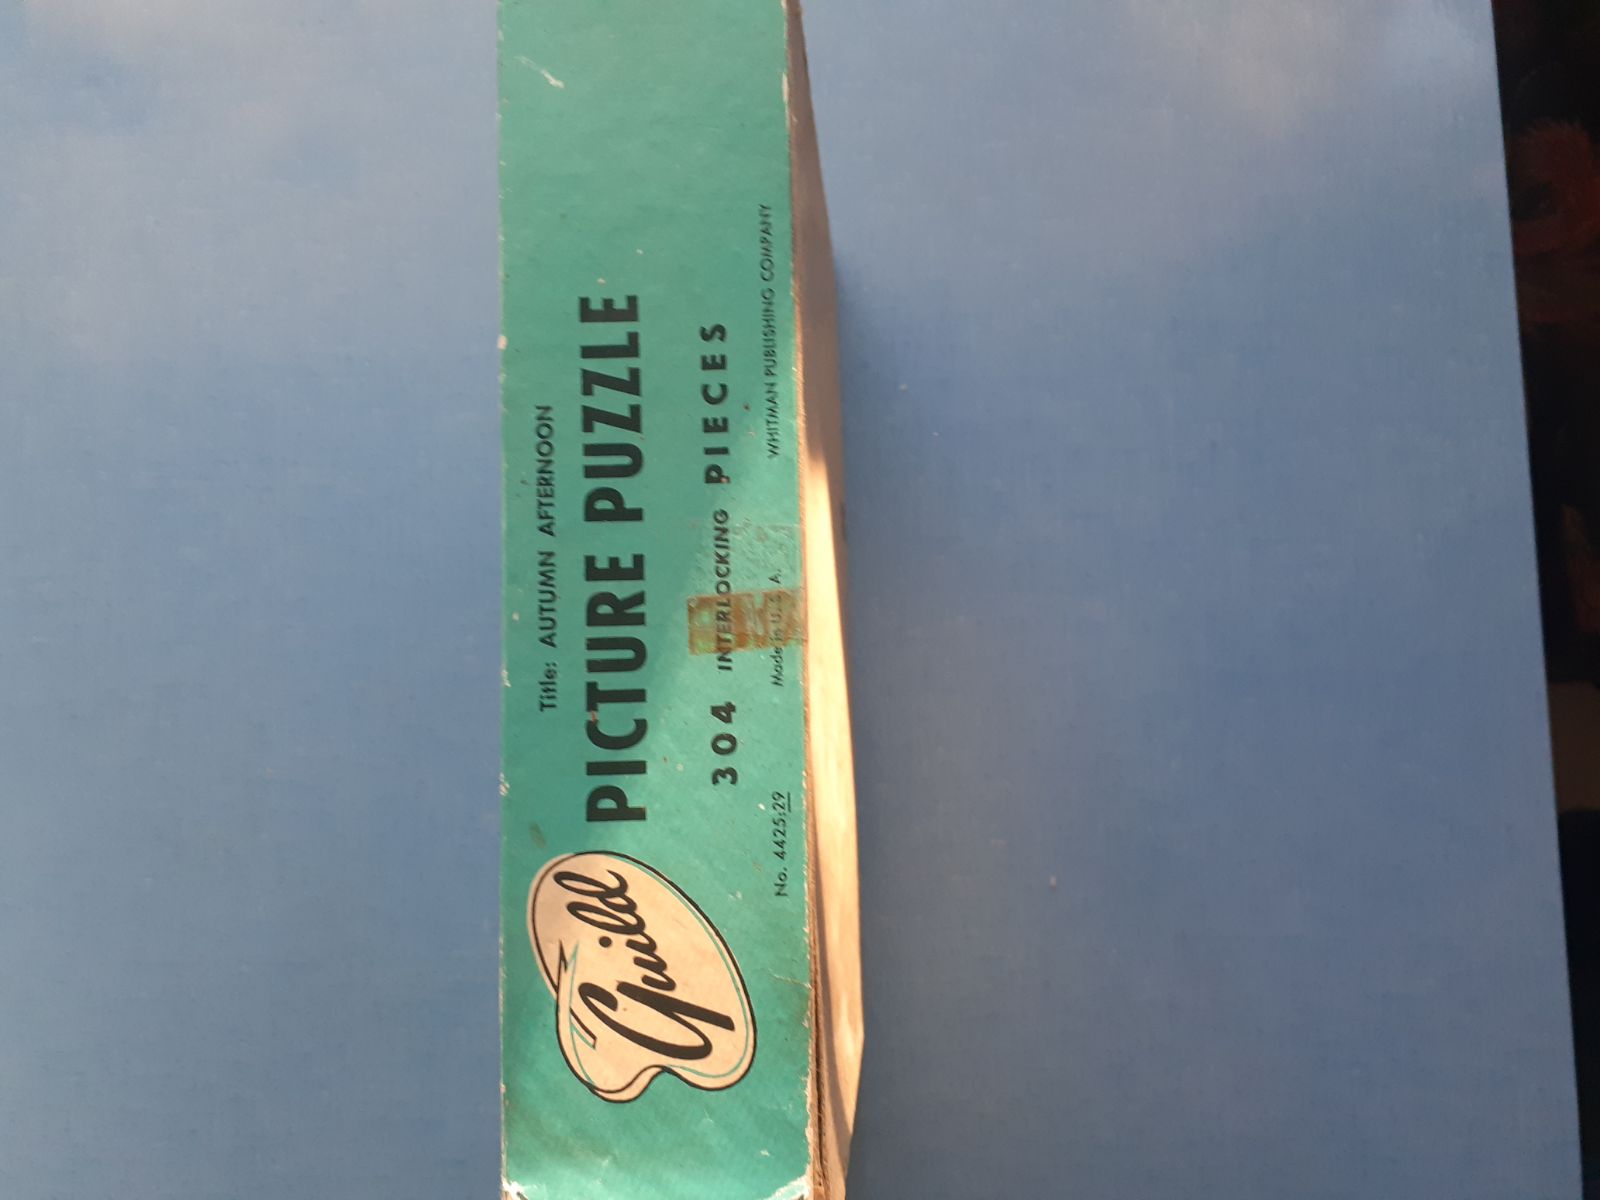 Guild
Title: AUTUMN AFTERNOON
PICTURE PUZZLE
304 INTERLOCKING PIECES
No. 4425:29 Made in U. S. A. WHITMAN PUBLISHING COMPANY